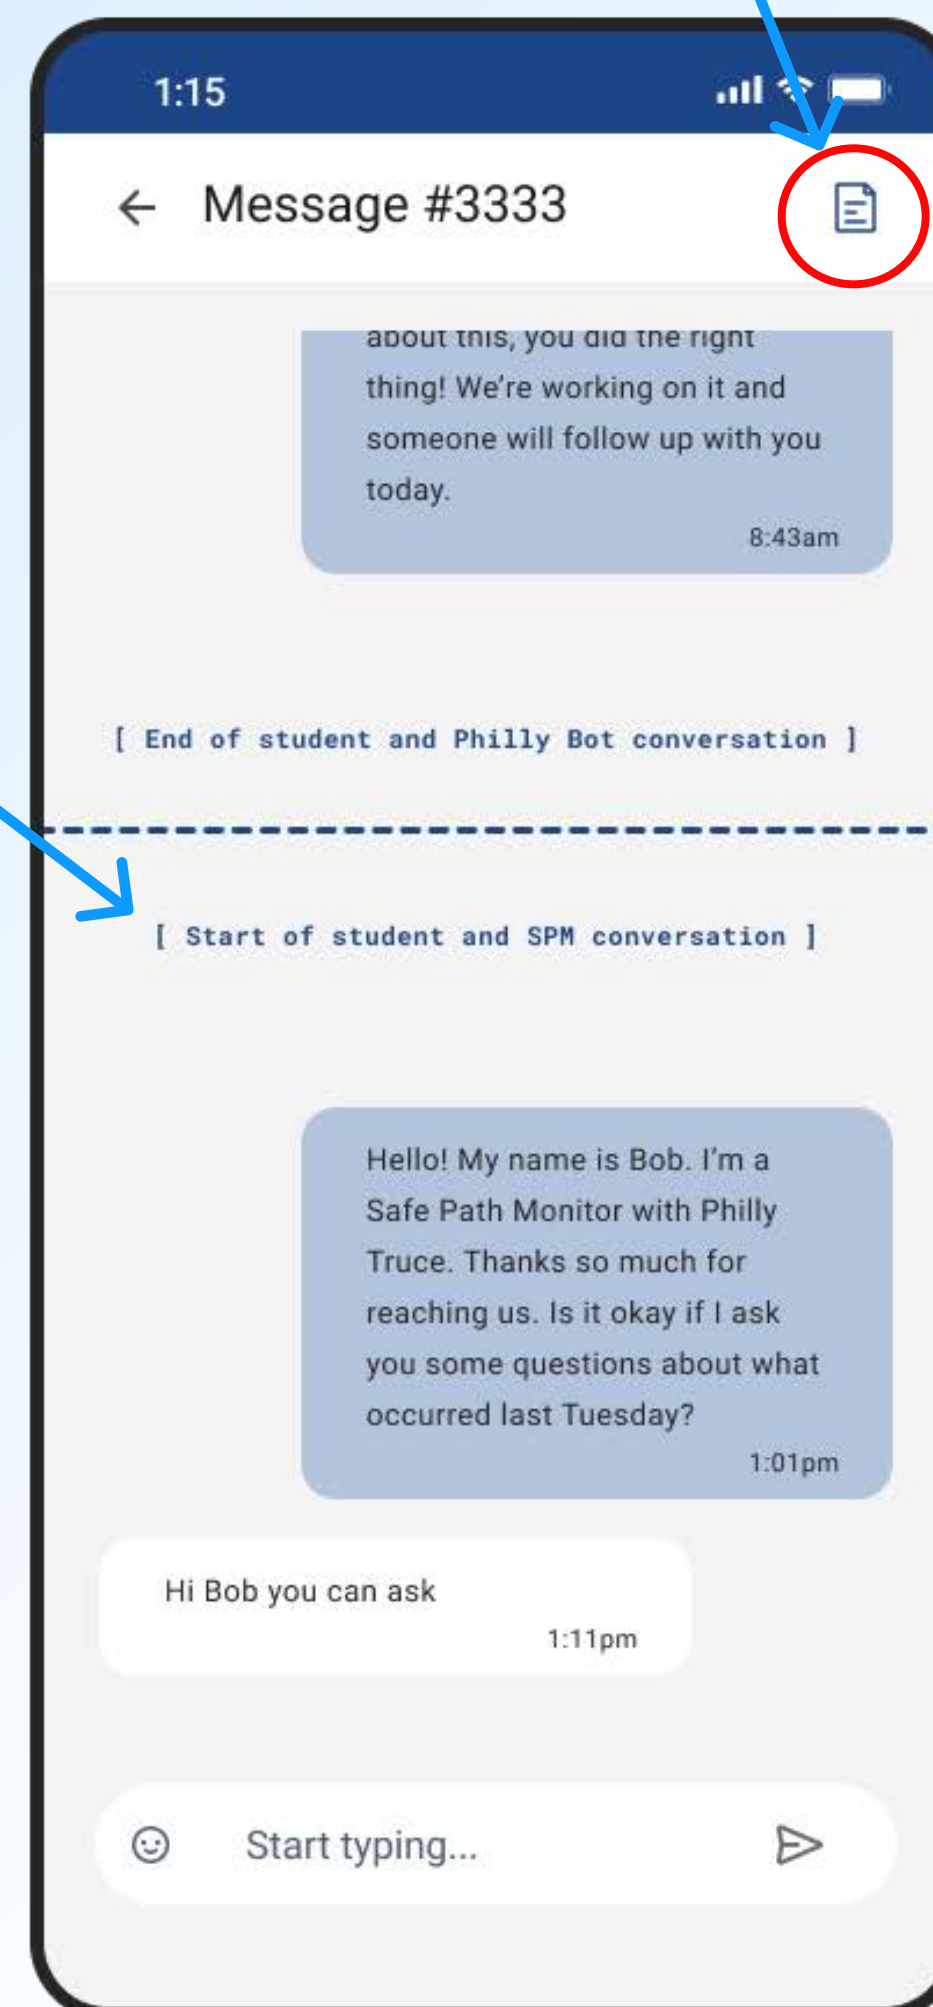 1:15
Message #3333
about this, you did the right
thing! We're working on it and
someone will follow up with you
today.
8:43am
[ End of student and Philly Bot conversation ]
[ Start of student and SPM conversation ]
Hello! My name is Bob. I'm a
Safe Path Monitor with Philly
Truce. Thanks so much for
reaching us. Is it okay if I ask
you some questions about what
occurred last Tuesday?
1:01pm
Hi Bob you can ask
1:11pm
Start typing...